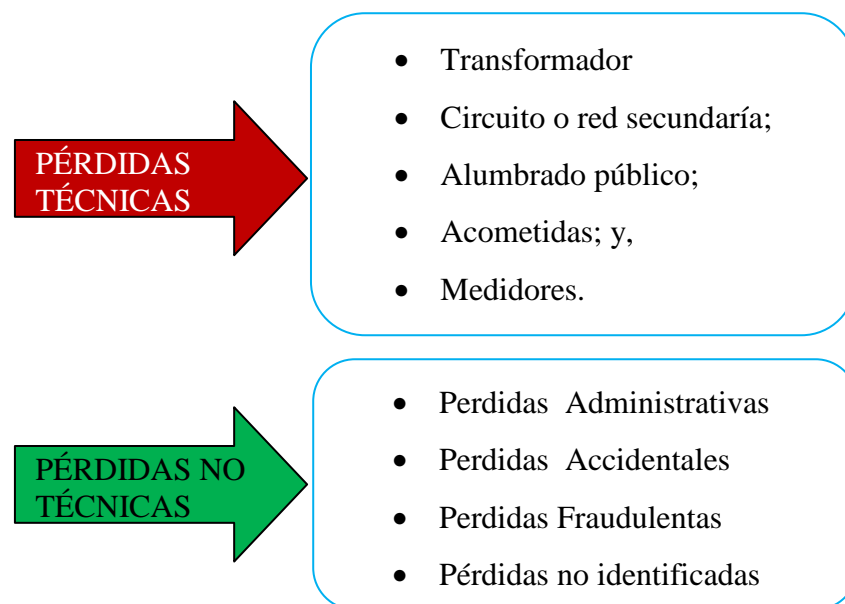 PÉRDIDAS
TÉCNICAS
• Transformador
• Circuito o red secundaría;
• Alumbrado público;
• Acometidas; y,
• Medidores.
PÉRDIDAS NO
TÉCNICAS
• Perdidas Administrativas
• Perdidas Accidentales
• Perdidas Fraudulentas
• Pérdidas no identificadas